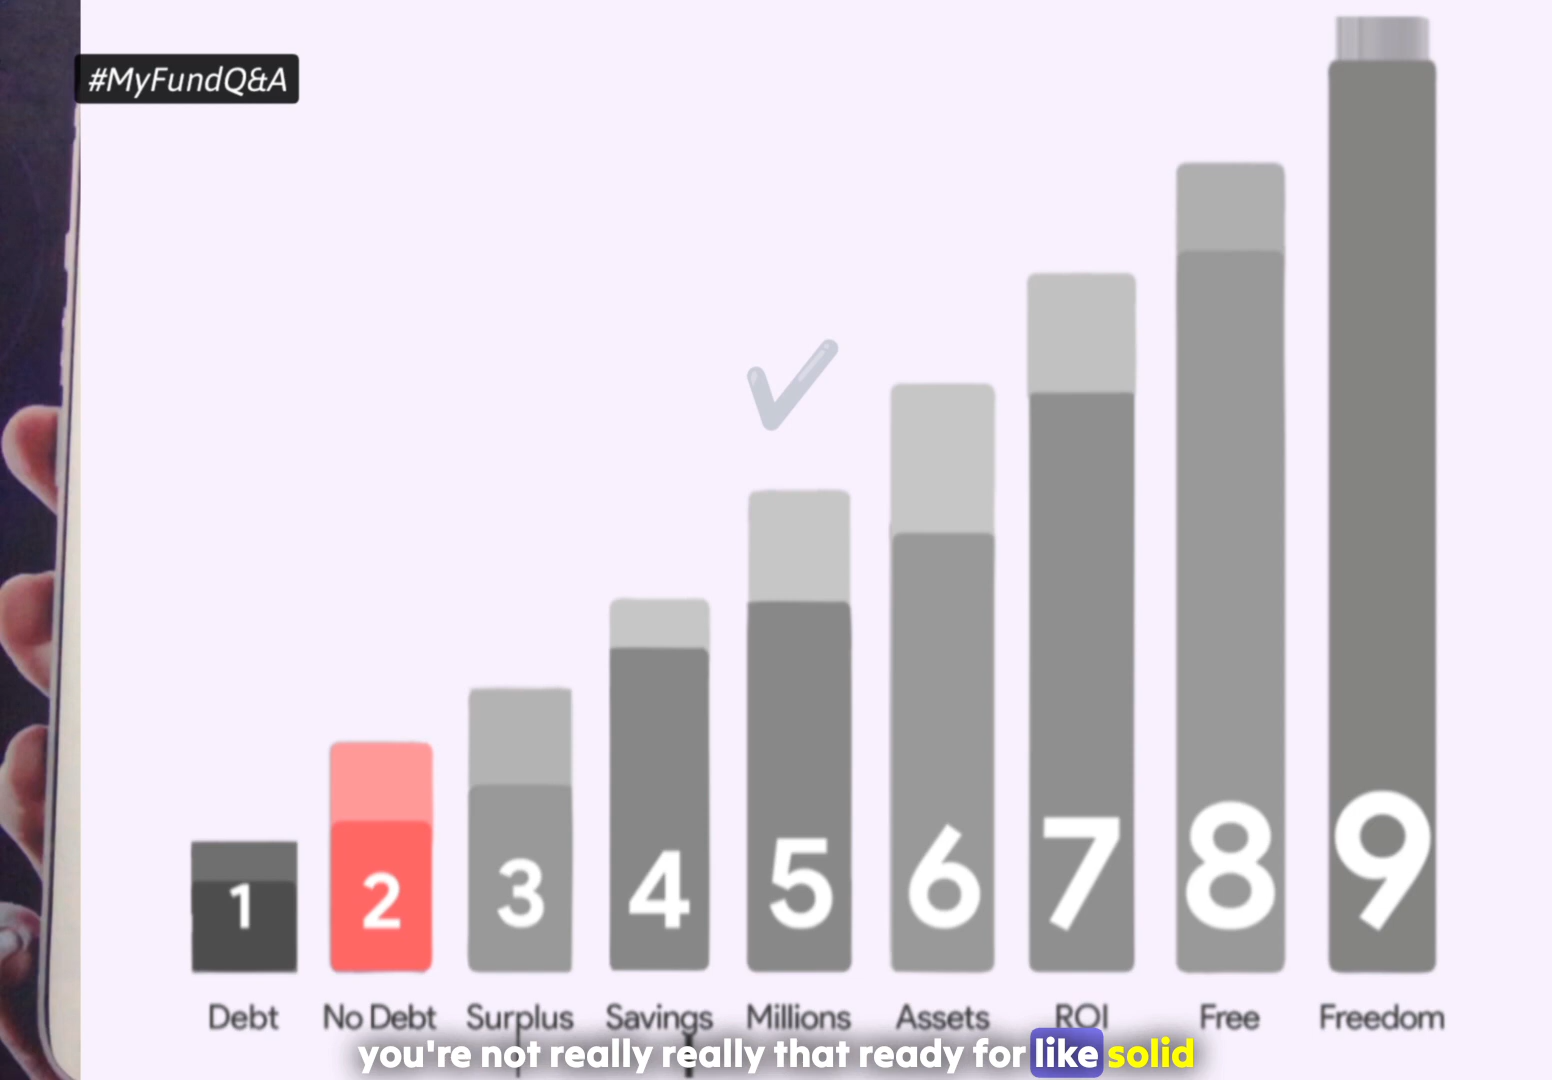 #MyFundQ&A
1 2 3 4 5 6 7 8 9
Debt No Debt Surplus Savings Millions Assets ROI Free Freedom
you're not really really that ready for like solid